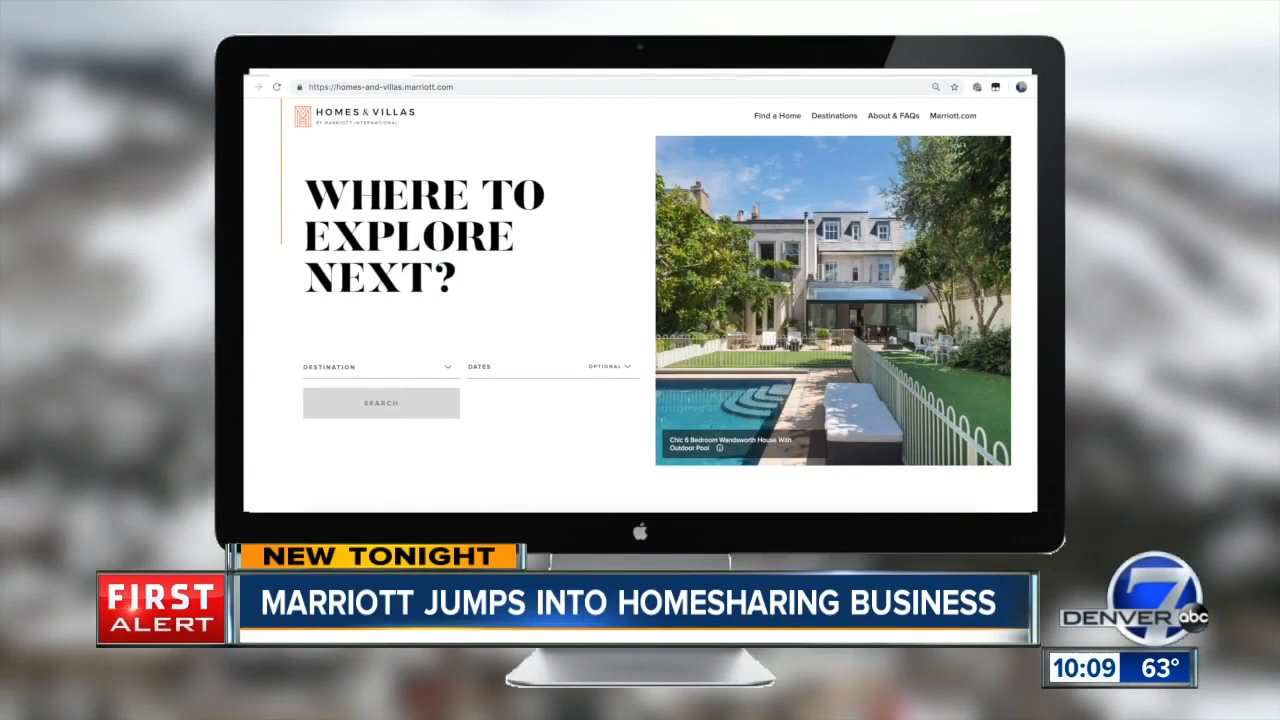 https://homes-and-villas.marriott.com
HOMES & VILLAS
BY MARRIOTT INTERNATIONAL
Find a Home Destinations About & FAQs Marriott.com
WHERE TO
EXPLORE
NEXT?
DESTINATION
DATES
OPTIONAL
SEARCH
Chic 6 Bedroom Wandsworth House With
Outdoor Pool
NEW TONIGHT
FIRST
ALERT
MARRIOTT JUMPS INTO HOMESHARING BUSINESS
DENVER 7 abc
10:09 63°